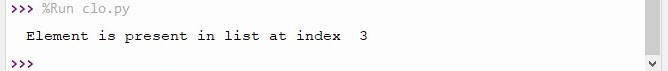 >>> %Run clo.py
Element is present in list at index  3
>>>